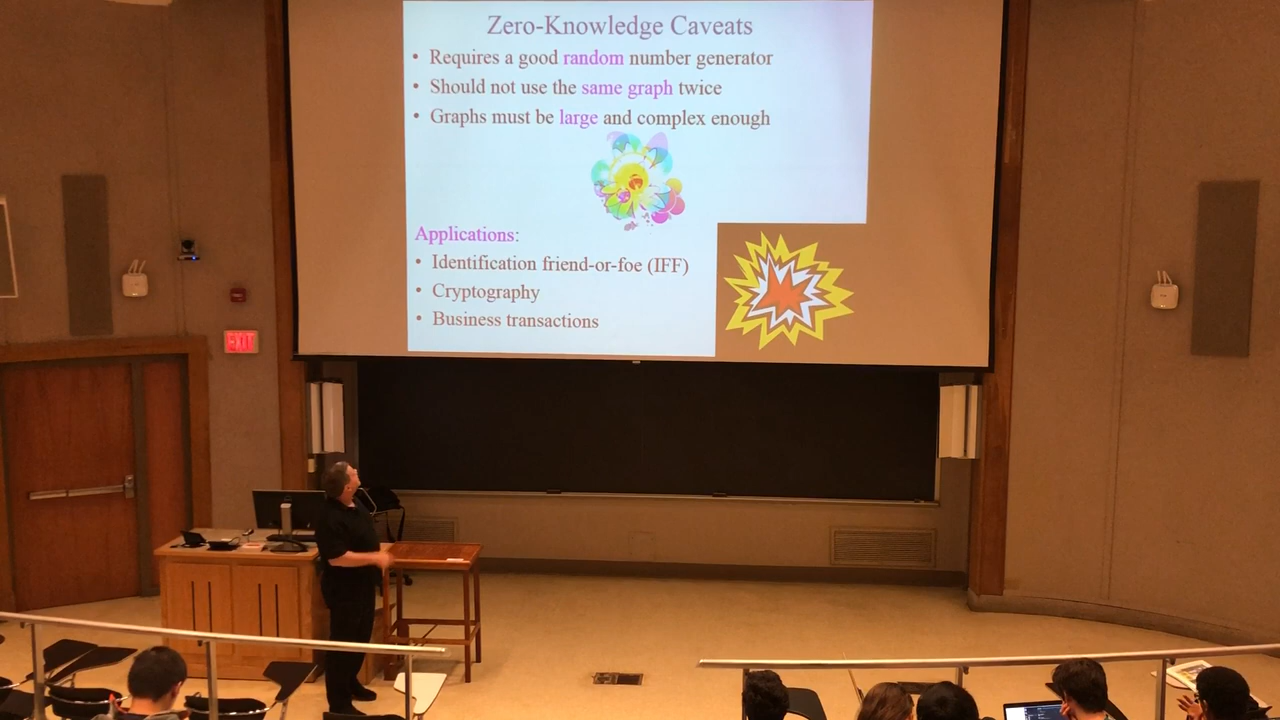 Zero-Knowledge Caveats
• Requires a good random number generator
• Should not use the same graph twice
• Graphs must be large and complex enough
Applications:
• Identification friend-or-foe (IFF)
• Cryptography
• Business transactions
EXIT